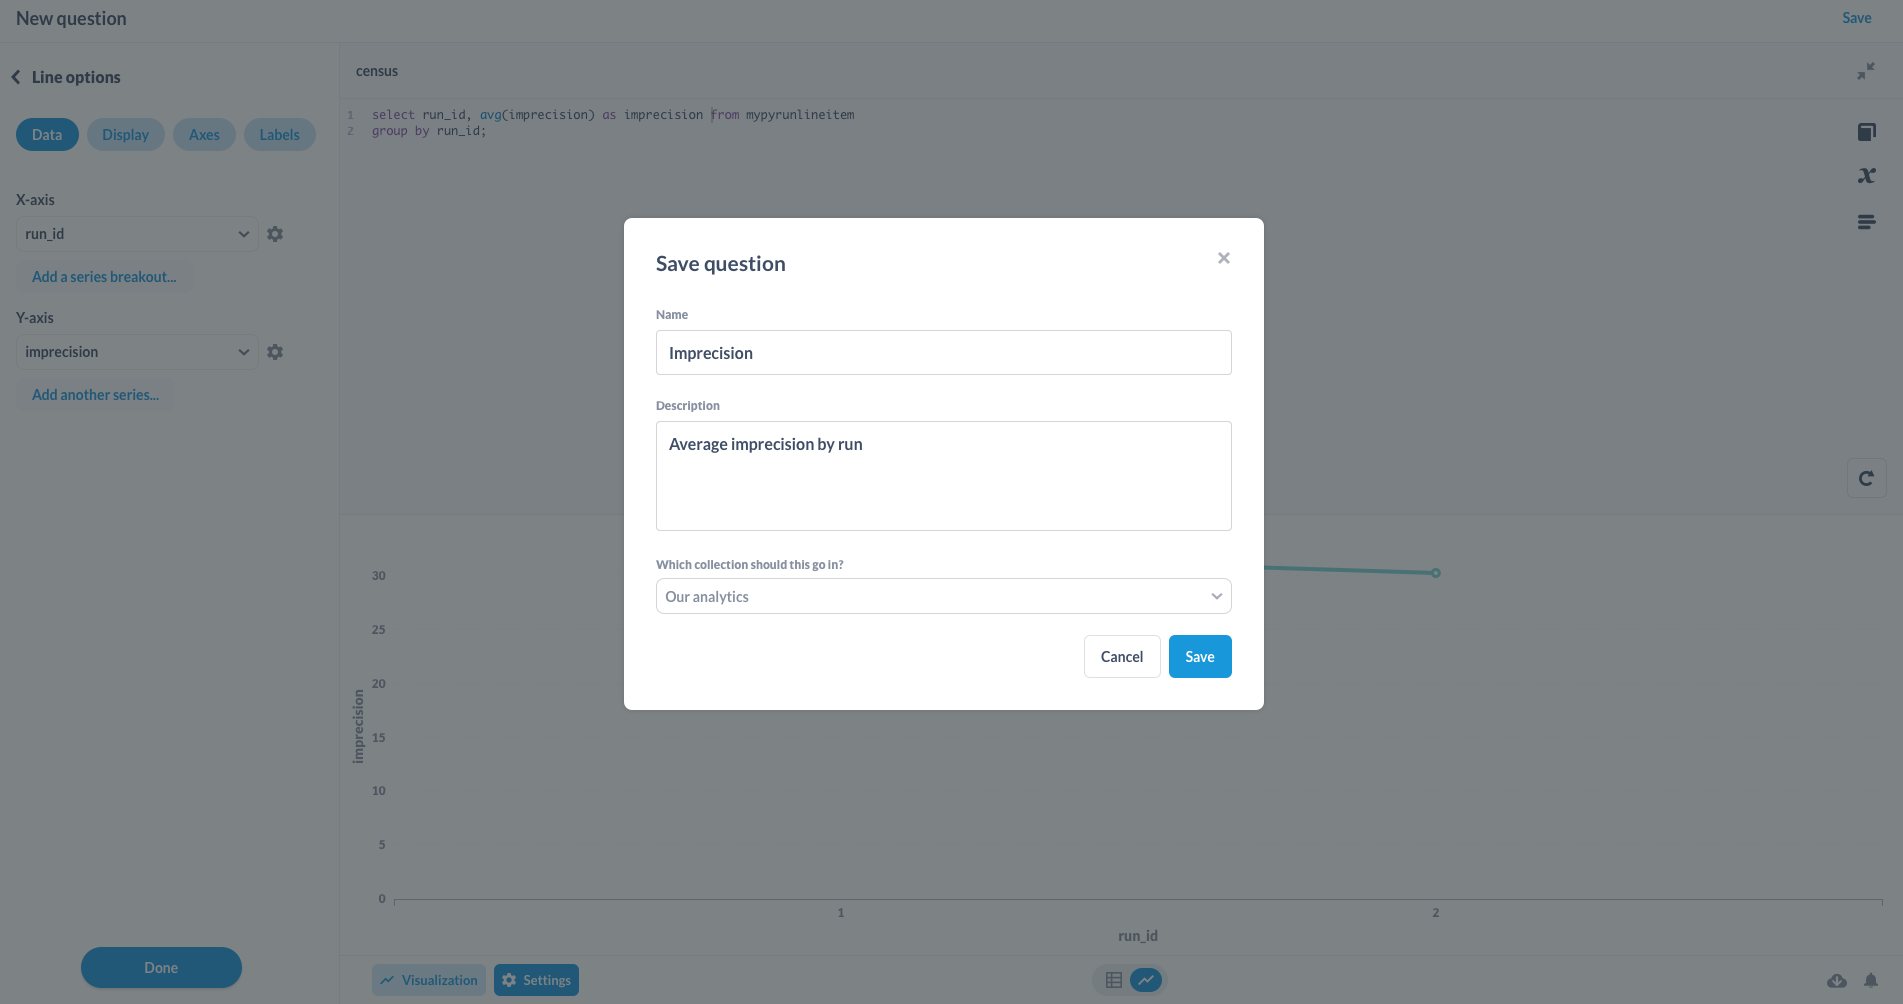 New question
Save
Line options
Data
Display
Axes
Labels
X-axis
run_id
Add a series breakout...
Y-axis
imprecision
Add another series...
Done
census
1 select run_id, avg(imprecision) as imprecision from mypyrunlineitem
2 group by run_id;
Save question
Name
Imprecision
Description
Average imprecision by run
Which collection should this go in?
Our analytics
Cancel
Save
30
25
20
15
10
5
0
imprecision
1
2
run_id
Visualization
Settings